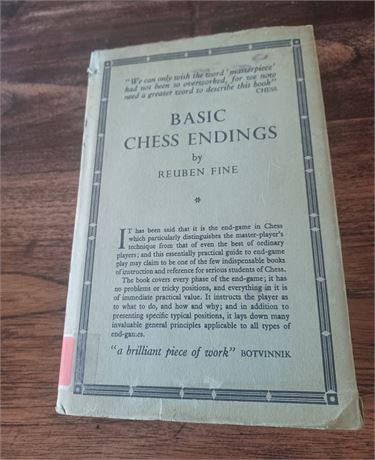 "We can only wish the word 'masterpiece'
had not been so overworked, for we now
need a greater word to describe this book"
CHESS
BASIC
CHESS ENDINGS
by
REUBEN FINE
*
IT has been said that it is the end-game in Chess
which particularly distinguishes the master-player's
technique from that of even the best of ordinary
players; and this essentially practical guide to end-game
play may claim to be one of the few indispensable books
of instruction and reference for serious students of Chess.
The book covers every phase of the end-game; it has
no problems or tricky positions, and everything in it is
of immediate practical value. It instructs the player as
to what to do, and how and why; and in addition to
presenting specific typical positions, it lays down many
invaluable general principles applicable to all types of
end-games.
"a brilliant piece of work" BOTVINNIK